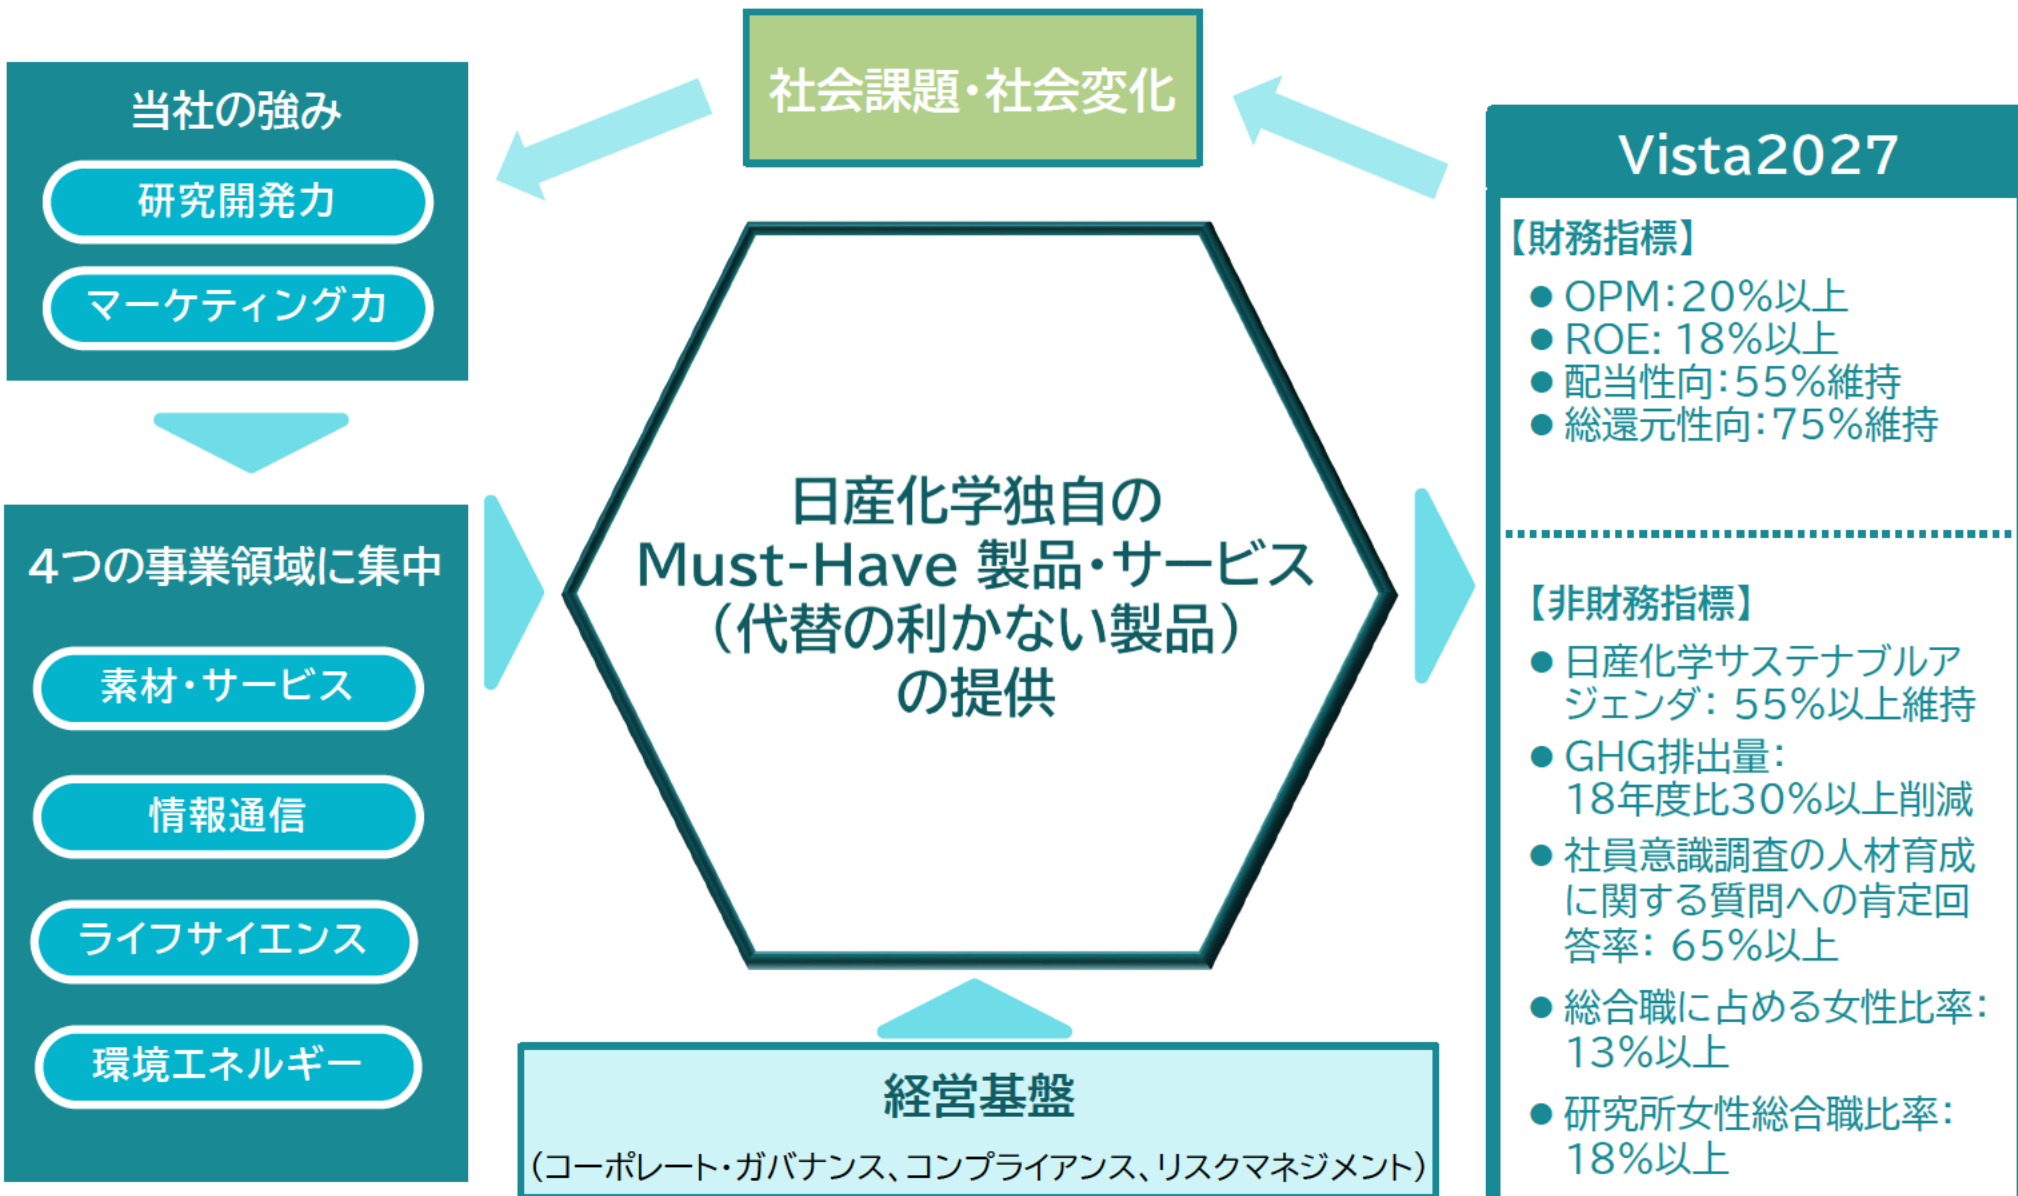 社会課題・社会変化
当社の強み
研究開発力
マーケティング力
4つの事業領域に集中
素材・サービス
情報通信
ライフサイエンス
環境エネルギー
日産化学独自の
Must-Have 製品・サービス
（代替の利かない製品）
の提供
経営基盤
（コーポレート・ガバナンス、コンプライアンス、リスクマネジメント）
Vista2027
【財務指標】
● OPM：20%以上
● ROE: 18%以上
● 配当性向：55%維持
● 総還元性向：75%維持
【非財務指標】
● 日産化学サステナブルア
ジェンダ： 55%以上維持
● GHG排出量：
18年度比30%以上削減
● 社員意識調査の人材育成
に関する質問への肯定回
答率： 65%以上
● 総合職に占める女性比率：
13%以上
● 研究所女性総合職比率：
18%以上